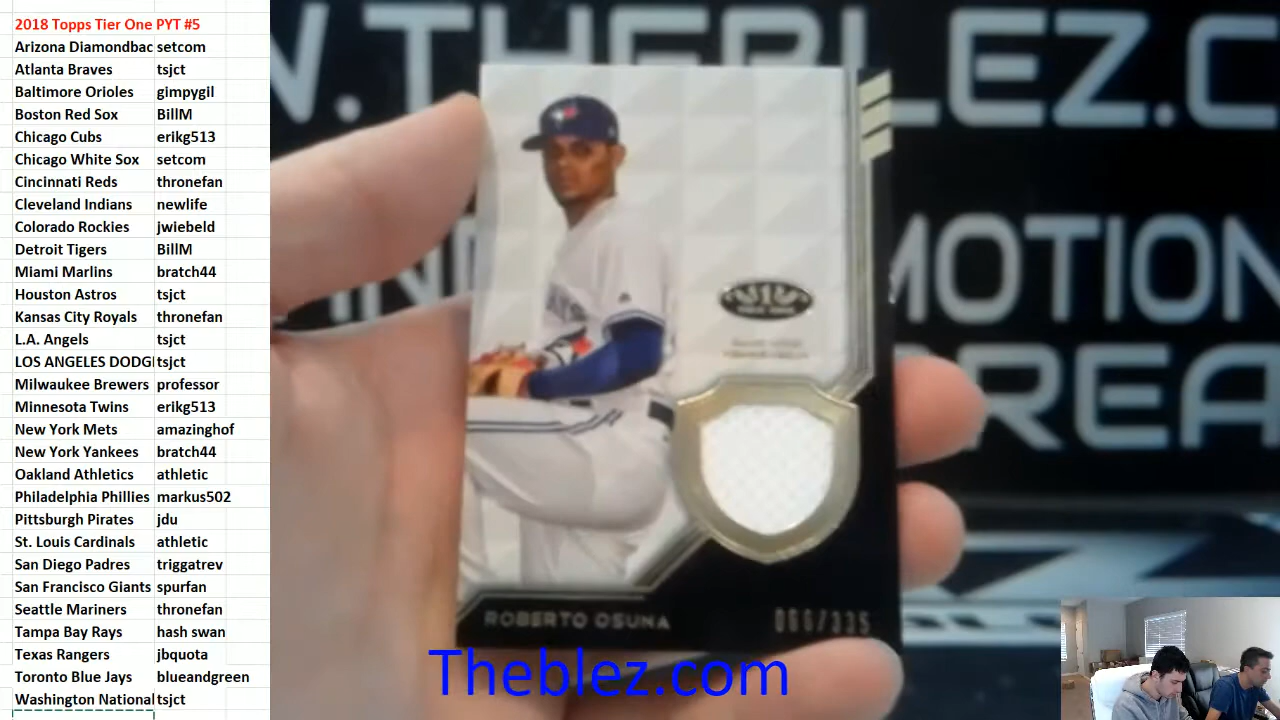 2018 Topps Tier One PYT #5
Arizona Diamondbac setcom
Atlanta Braves tsjct
Baltimore Orioles gimpygil
Boston Red Sox BillM
Chicago Cubs erikg513
Chicago White Sox setcom
Cincinnati Reds thronefan
Cleveland Indians newlife
Colorado Rockies jwiebeld
Detroit Tigers BillM
Miami Marlins bratch44
Houston Astros tsjct
Kansas City Royals thronefan
L.A. Angels tsjct
LOS ANGELES DODG tsjct
Milwaukee Brewers professor
Minnesota Twins erikg513
New York Mets amazinghof
New York Yankees bratch44
Oakland Athletics athletic
Philadelphia Phillies markus502
Pittsburgh Pirates jdu
St. Louis Cardinals athletic
San Diego Padres triggatrev
San Francisco Giants spurfan
Seattle Mariners thronefan
Tampa Bay Rays hash swan
Texas Rangers jbquota
Toronto Blue Jays blueandgreen
Washington National tsjct
W.THEBLEZ.C
MOTION
REA
ROBERTO OSUNA
066/335
Theblez.com